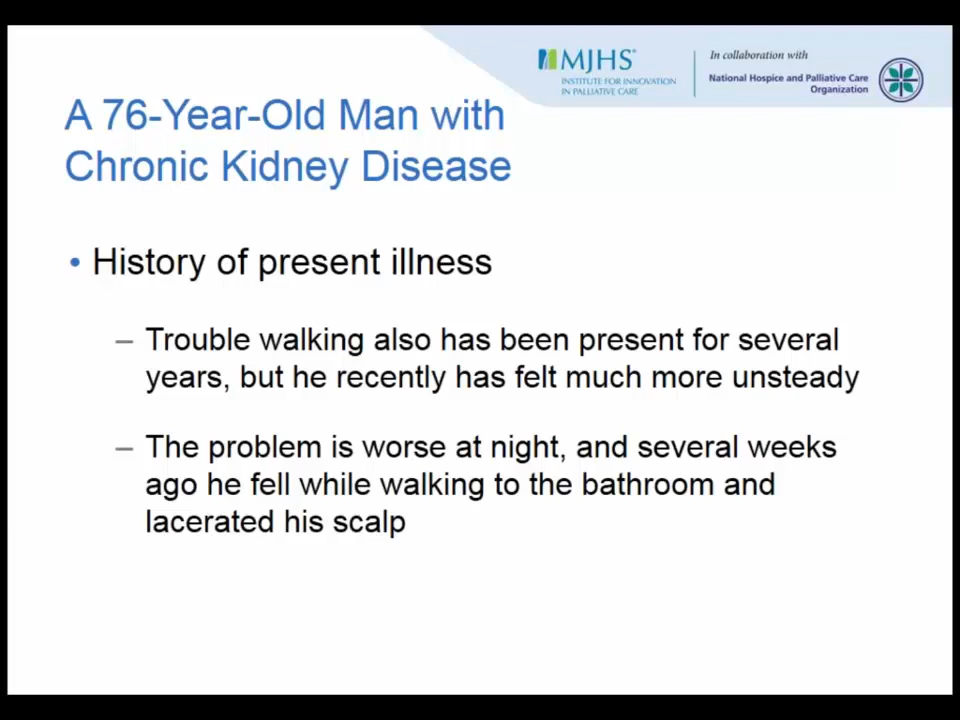 MJHS
INSTITUTE FOR INNOVATION
IN PALLIATIVE CARE
In collaboration with
National Hospice and Palliative Care
Organization
A 76-Year-Old Man with
Chronic Kidney Disease
• History of present illness
– Trouble walking also has been present for several
years, but he recently has felt much more unsteady
– The problem is worse at night, and several weeks
ago he fell while walking to the bathroom and
lacerated his scalp